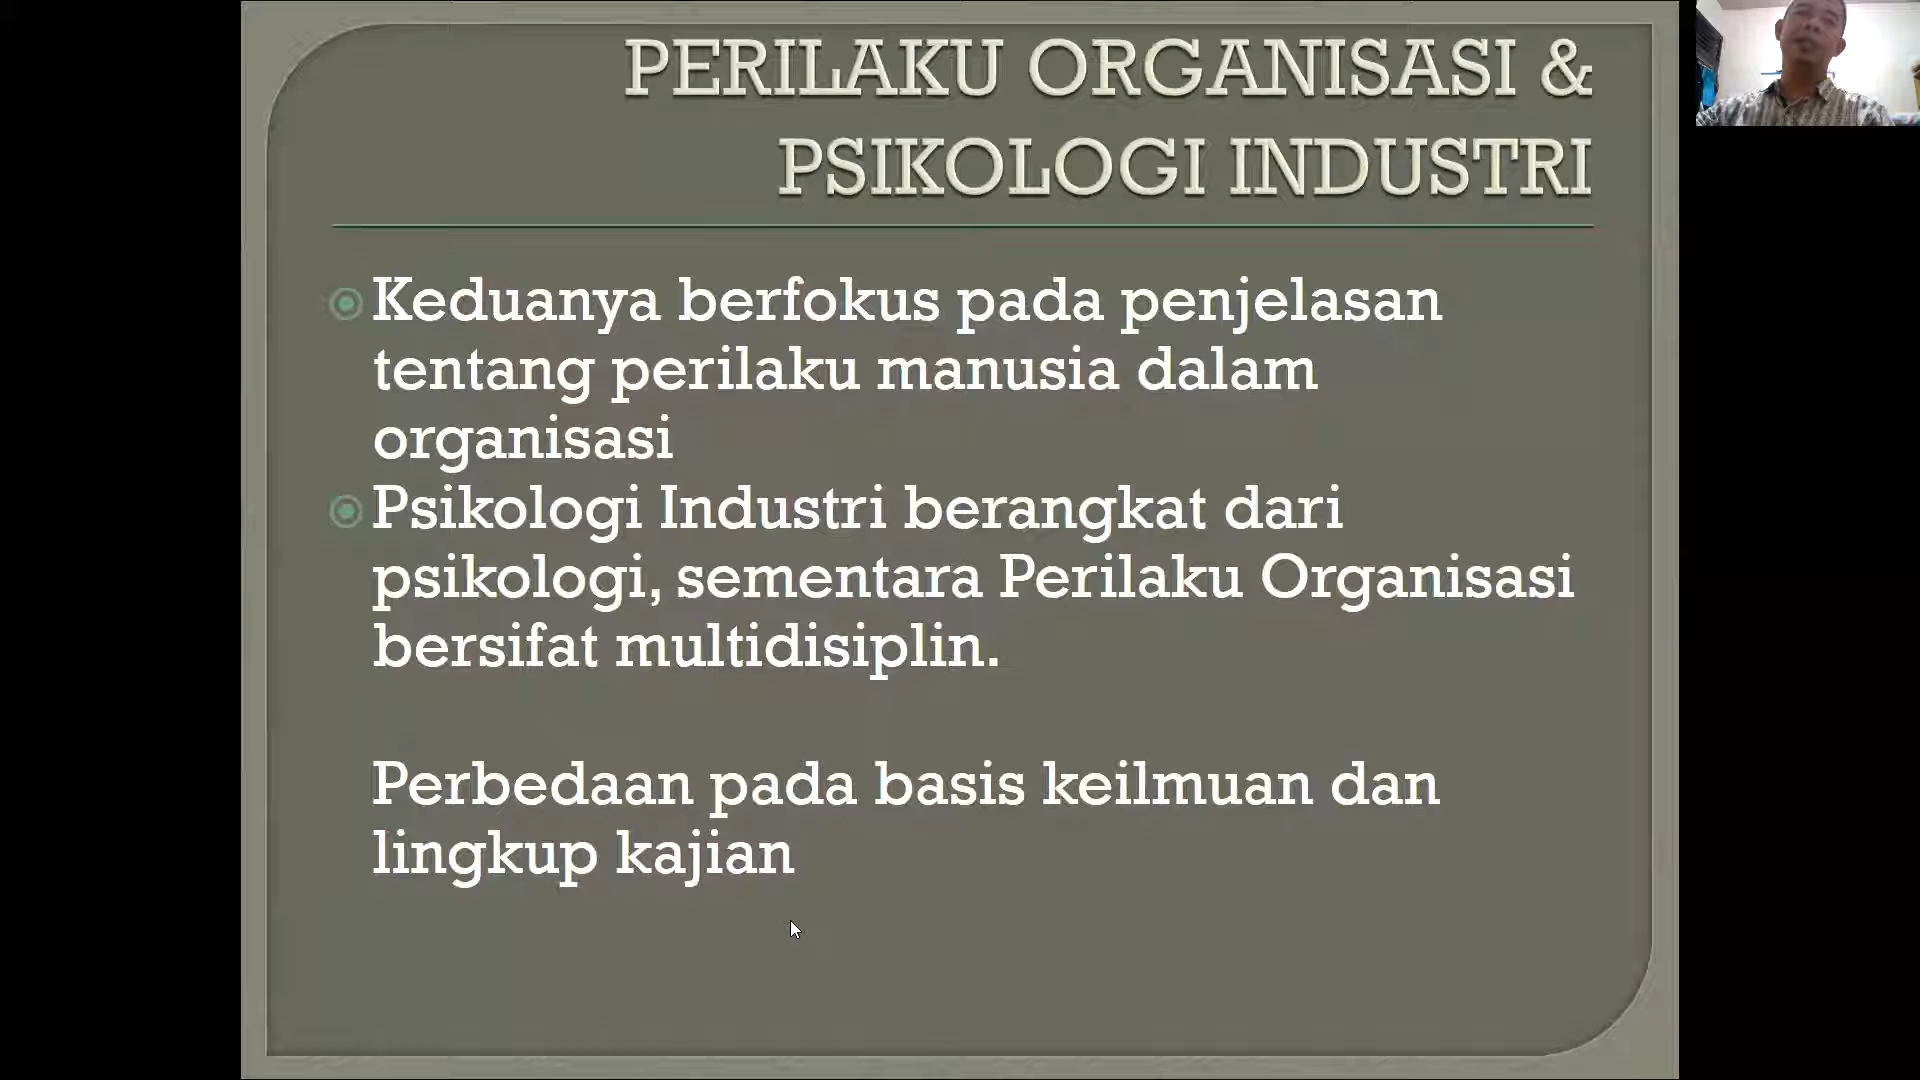 PERILAKU ORGANISASI &
PSIKOLOGI INDUSTRI
Keduanya berfokus pada penjelasan
tentang perilaku manusia dalam
organisasi
Psikologi Industri berangkat dari
psikologi, sementara Perilaku Organisasi
bersifat multidisiplin.
Perbedaan pada basis keilmuan dan
lingkup kajian